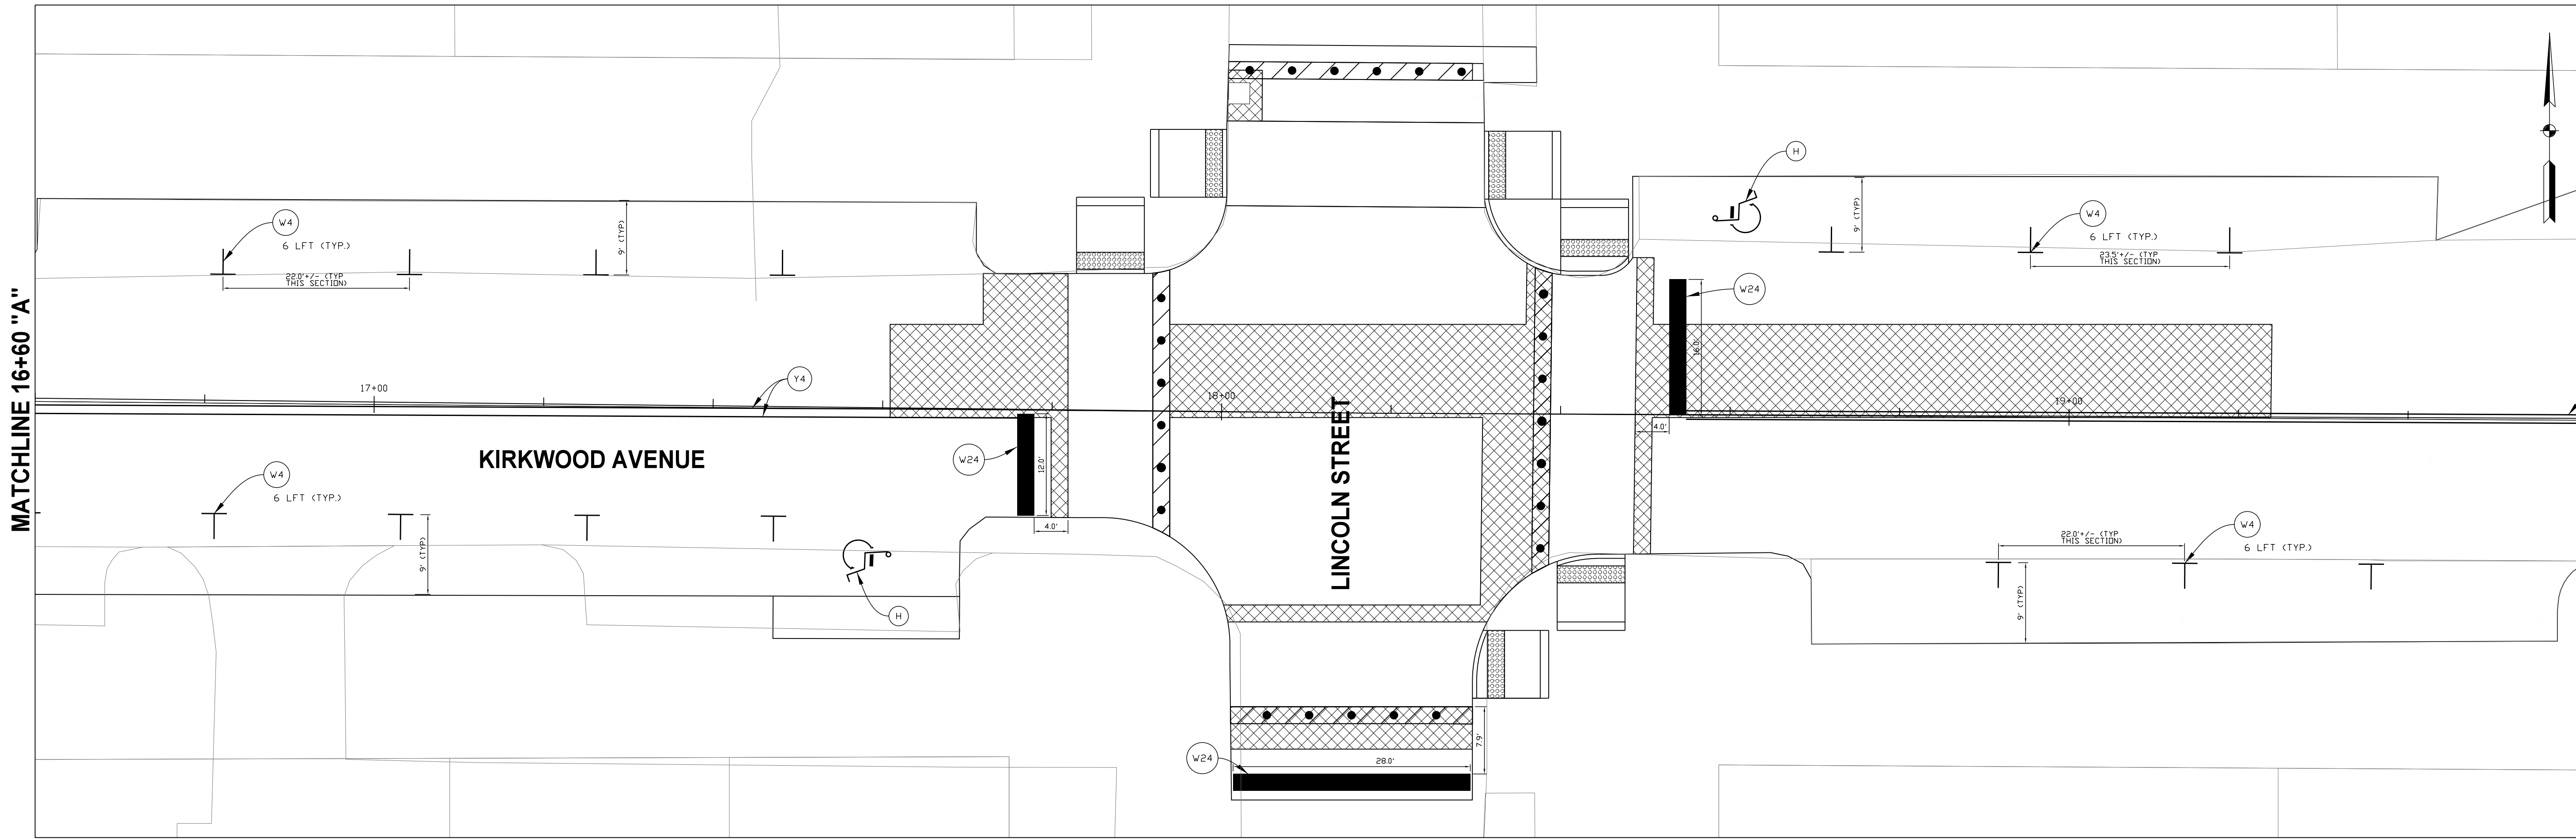 MATCHLINE 16+60 "A"
W4
6 LFT (TYP.)
22.0'+/- (TYP
THIS SECTION)
9' (TYP)
17+00
Y4
KIRKWOOD AVENUE
W4
6 LFT (TYP.)
9' (TYP)
H
W24
12.0'
4.0'
18+00
LINCOLN STREET
W24
28.0'
7.9'
H
9' (TYP)
W4
6 LFT (TYP.)
23.5'+/- (TYP
THIS SECTION)
W24
16.0'
4.0'
19+00
22.0'+/- (TYP
THIS SECTION)
W4
6 LFT (TYP.)
9' (TYP)